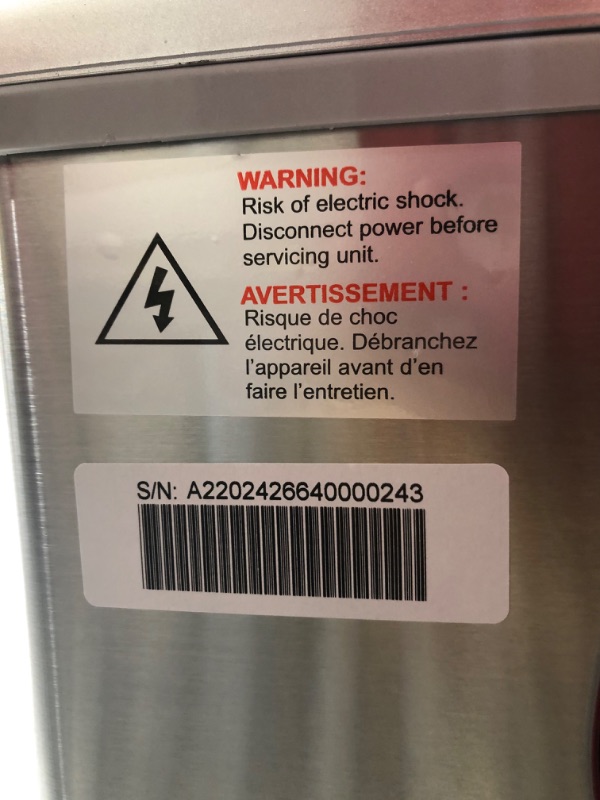 WARNING:
Risk of electric shock.
Disconnect power before
servicing unit.
AVERTISSEMENT :
Risque de choc
électrique. Débranchez
l'appareil avant d'en
faire l'entretien.
S/N: A2202426640000243